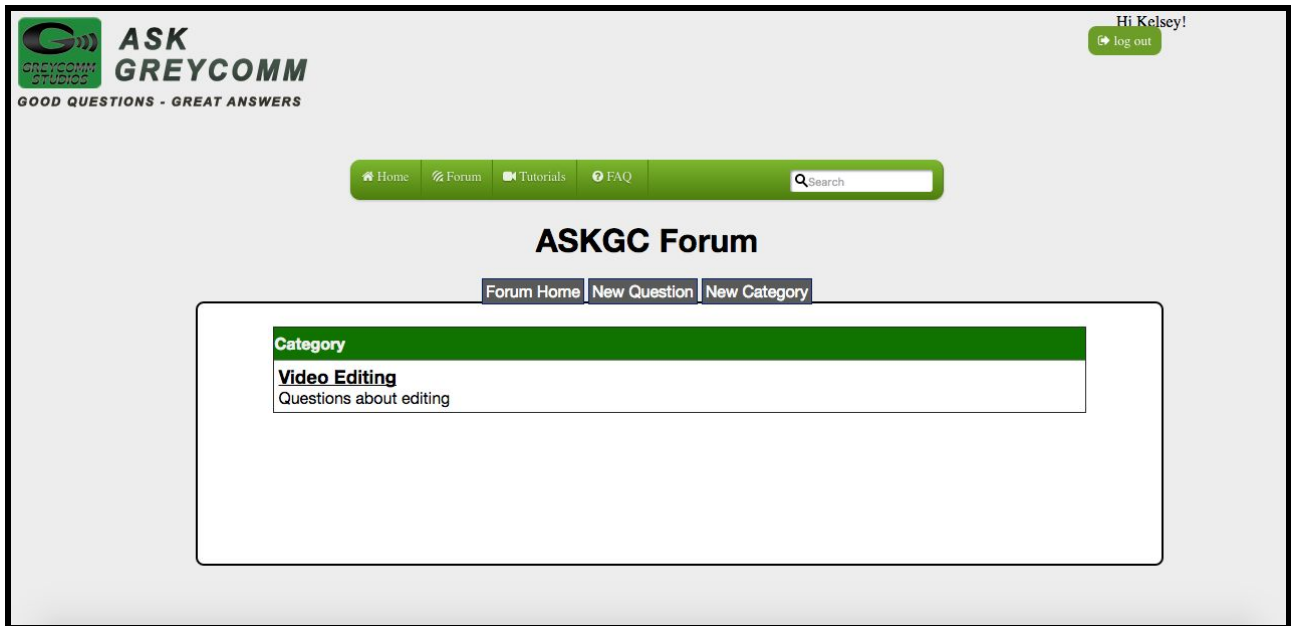 GREYCOMM
STUDIOS
ASK
GREYCOMM
GOOD QUESTIONS - GREAT ANSWERS
Hi Kelsey!
log out
Home Forum Tutorials FAQ Search
ASKGC Forum
Forum Home New Question New Category
Category
Video Editing
Questions about editing